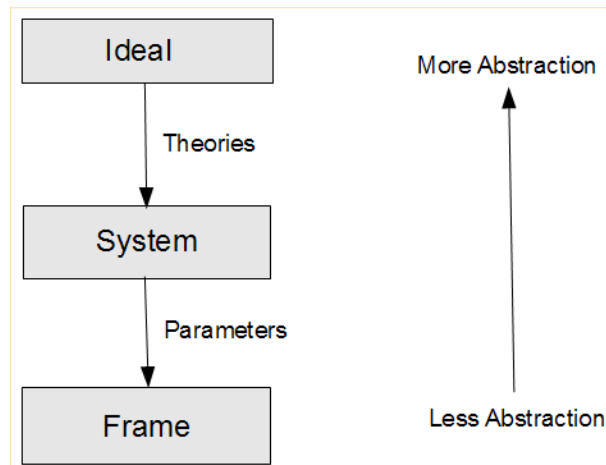 Ideal
More Abstraction
Theories
System
Parameters
Frame
Less Abstraction